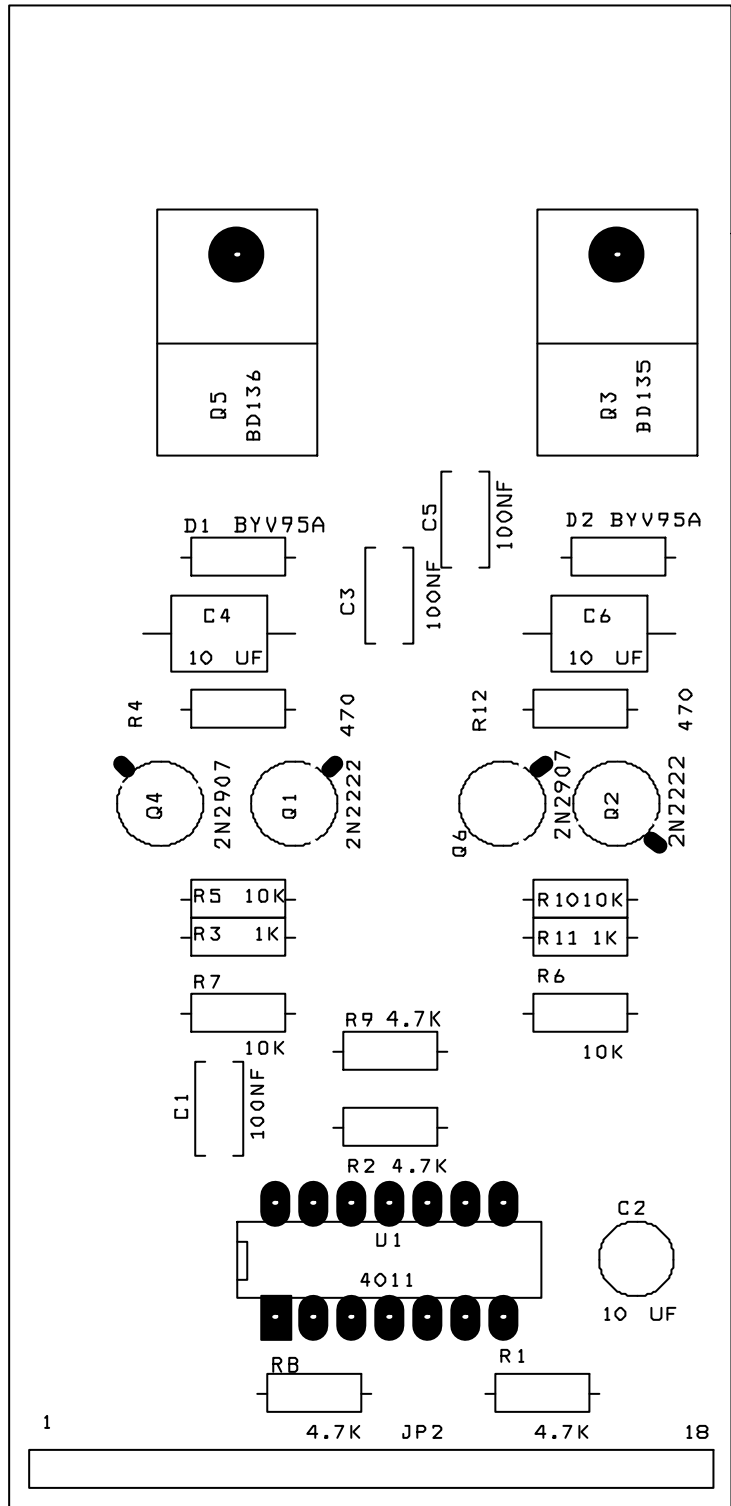 Q5
BD136
Q3
BD135
C5
100NF
D1 BYV95A
D2 BYV95A
C3
100NF
C4
10 UF
C6
10 UF
R4
470
R12
470
Q4
2N2907
Q1
2N2222
Q6
2N2907
Q2
2N2222
R5 10K
R10 10K
R3 1K
R11 1K
R7
10K
R6
10K
R9 4.7K
C1
100NF
R2 4.7K
U1
4011
C2
10 UF
RB
4.7K
R1
4.7K
1
JP2
18